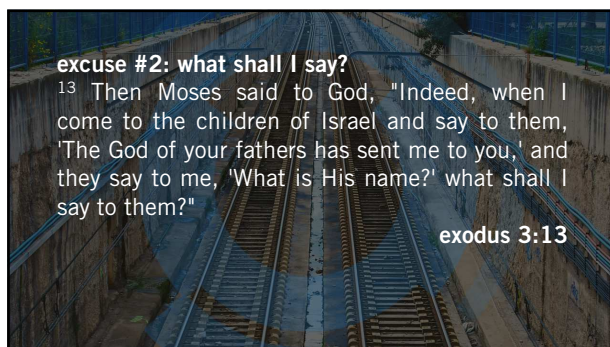 excuse #2: what shall I say?
13 Then Moses said to God, "Indeed, when I
come to the children of Israel and say to them,
'The God of your fathers has sent me to you,' and
they say to me, 'What is His name?' what shall I
say to them?"
exodus 3:13